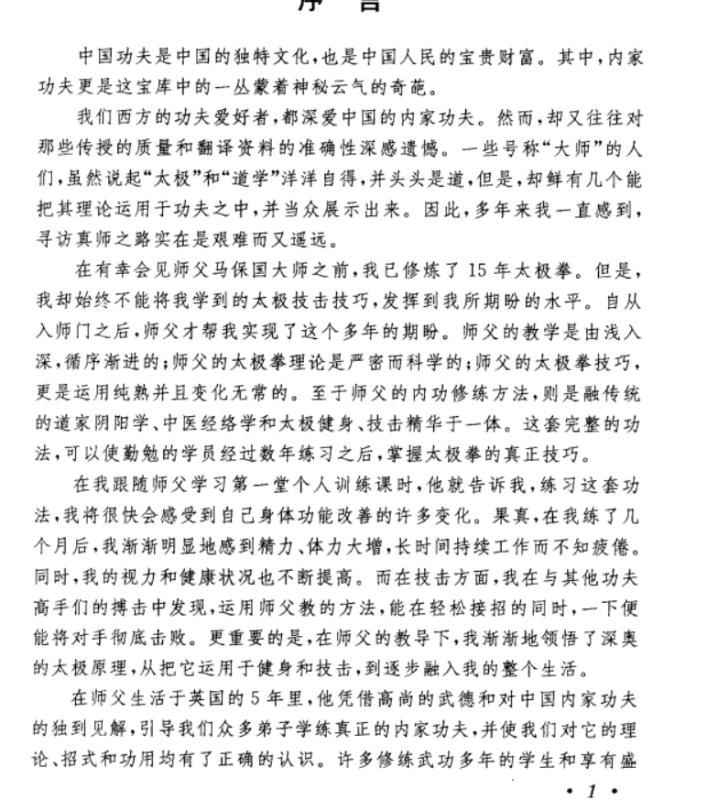 序 言
中国功夫是中国的独特文化,也是中国人民的宝贵财富。其中,内家
功夫更是这宝库中的一丛蒙着神秘云气的奇葩。
我们西方的功夫爱好者,都深爱中国的内家功夫。然而,却又往往对
那些传授的质量和翻译资料的准确性深感遗憾。一些号称“大师”的人
们,虽然说起“太极”和“道学”洋洋自得,并头头是道,但是,却鲜有几个能
把其理论运用于功夫之中,并当众展示出来。因此,多年来我一直感到,
寻访真师之路实在是艰难而又遥远。
在有幸会见师父马保国大师之前,我已修炼了 15 年太极拳。但是,
我却始终不能将我学到的太极技击技巧,发挥到我所期盼的水平。自从
入师门之后,师父才帮我实现了这个多年的期盼。师父的教学是由浅入
深,循序渐进的;师父的太极拳理论是严密而科学的;师父的太极拳技巧,
更是运用纯熟并且变化无常的。至于师父的内功修练方法,则是融传统
的道家阴阳学、中医经络学和太极健身、技击精华于一体。这套完整的功
法,可以使勤勉的学员经过数年练习之后,掌握太极拳的真正技巧。
在我跟随师父学习第一堂个人训练课时,他就告诉我,练习这套功
法,我将很快会感受到自己身体功能改善的许多变化。果真,在我练了几
个月后,我渐渐明显地感到精力、体力大增,长时间持续工作而不知疲倦。
同时,我的视力和健康状况也不断提高。而在技击方面,我在与其他功夫
高手们的搏击中发现,运用师父教的方法,能在轻松接招的同时,一下便
能将对手彻底击败。更重要的是,在师父的教导下,我渐渐地领悟了深奥
的太极原理,从把它运用于健身和技击,到逐步融入我的整个生活。
在师父生活于英国的 5 年里,他凭借高尚的武德和对中国内家功夫
的独到见解,引导我们众多弟子学练真正的内家功夫,并使我们对它的理
论、招式和功用均有了正确的认识。许多修练武功多年的学生和享有盛
• 1 •